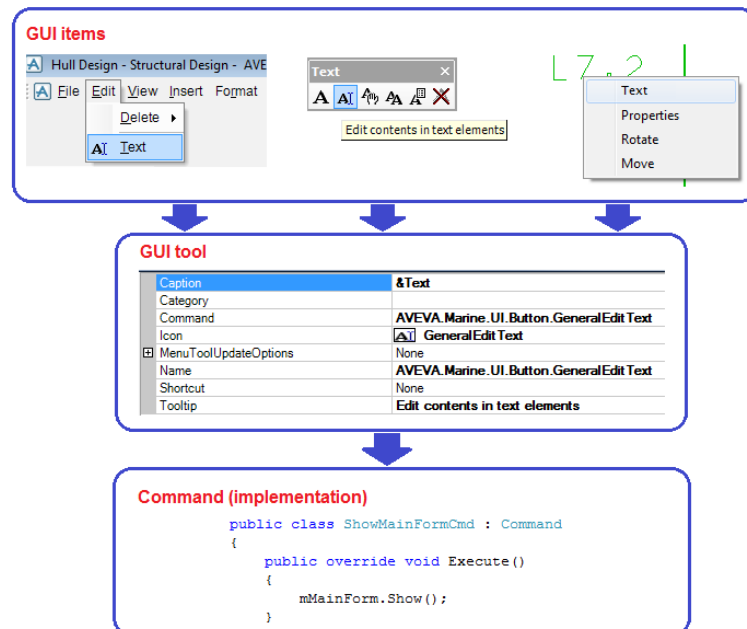 GUI items
Hull Design - Structural Design - AVE
File Edit View Insert Format
Delete
Text
Text
Edit contents in text elements
L7.2
Text
Properties
Rotate
Move
GUI tool
Caption &Text
Category
Command AVEVA.Marine.UI.Button.GeneralEditText
Icon AI GeneralEditText
MenuToolUpdateOptions None
Name AVEVA.Marine.UI.Button.GeneralEditText
Shortcut None
Tooltip Edit contents in text elements
Command (implementation)
public class ShowMainFormCmd : Command
{
public override void Execute()
{
mMainForm.Show();
}